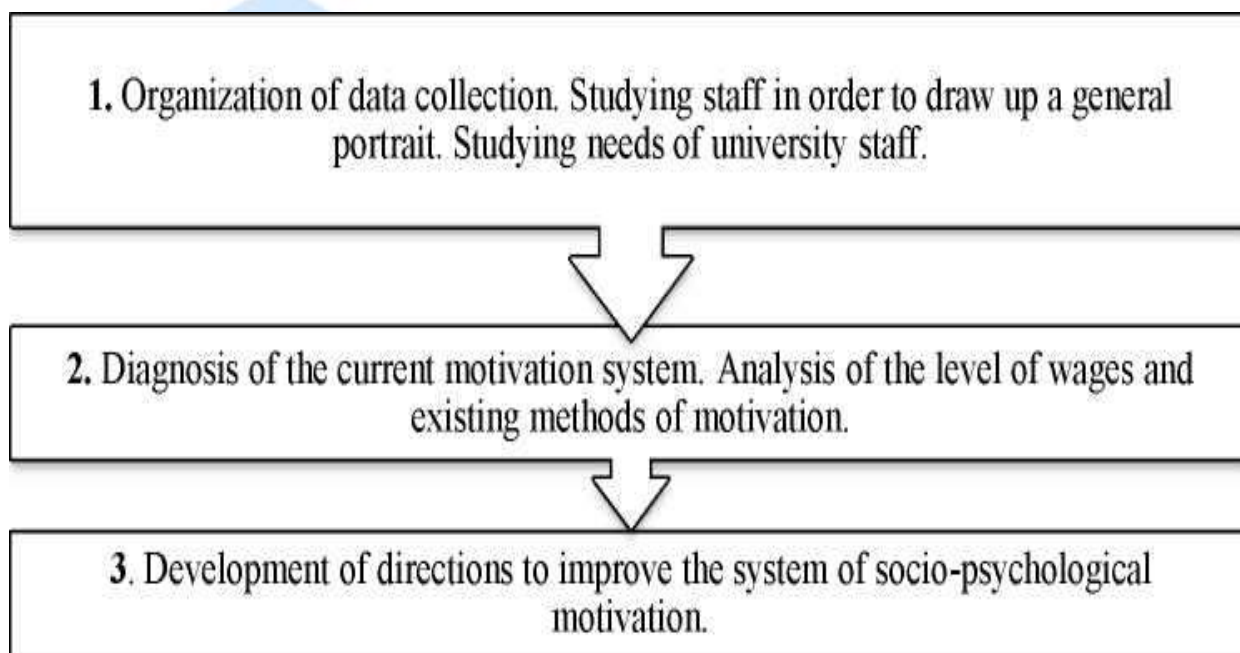 1. Organization of data collection. Studying staff in order to draw up a general
portrait. Studying needs of university staff.
2. Diagnosis of the current motivation system. Analysis of the level of wages and
existing methods of motivation.
3. Development of directions to improve the system of socio-psychological
motivation.